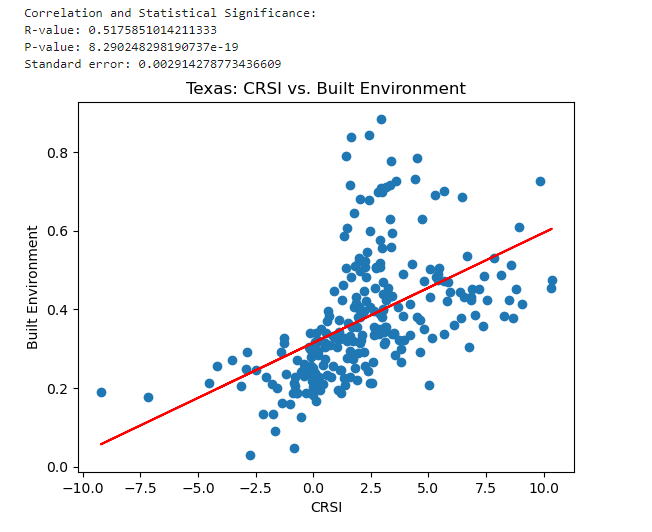 Correlation and Statistical Significance:
R-value: 0.5175851014211333
P-value: 8.290248298190737e-19
Standard error: 0.002914278773436609
Texas: CRSI vs. Built Environment
0.8
0.6
0.4
0.2
0.0
Built Environment
−10.0 −7.5 −5.0 −2.5 0.0 2.5 5.0 7.5 10.0
CRSI